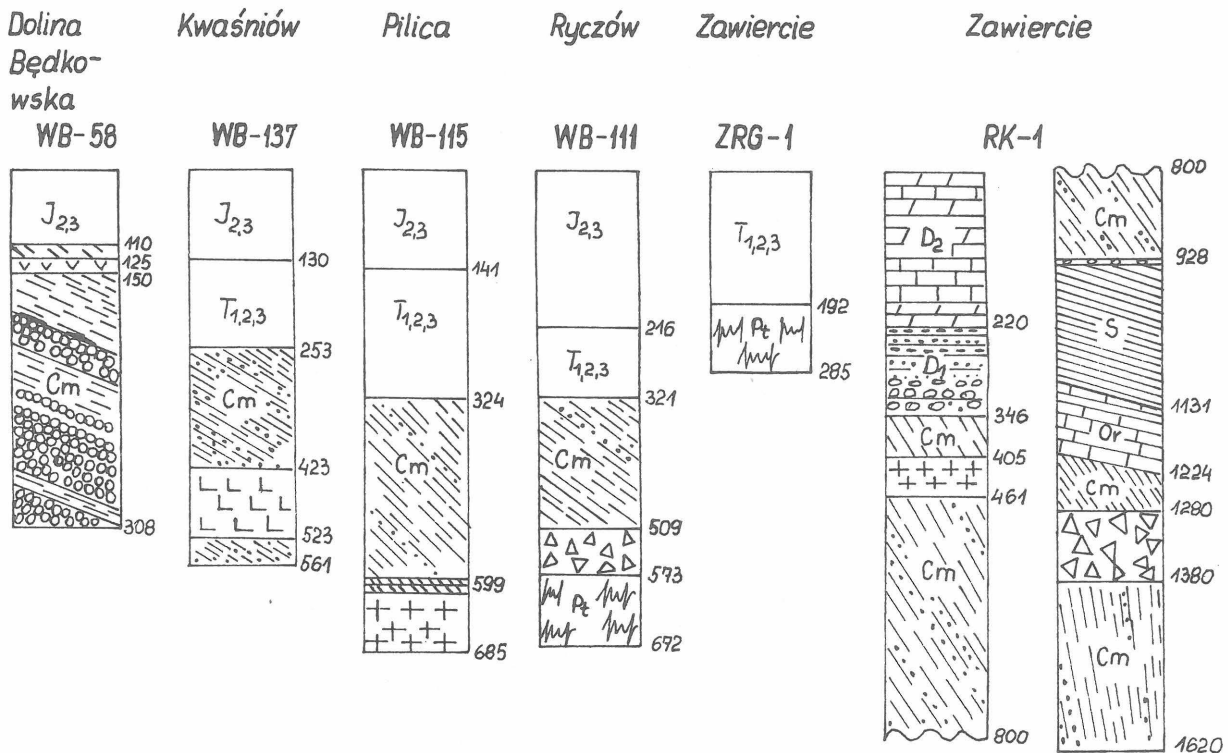 Dolina
Będko-
wska
WB-58
J2,3
110
125
150
Cm
308
Kwaśniów
WB-137
J2,3
130
T1,2,3
253
Cm
423
523
561
Pilica
WB-115
J2,3
141
T1,2,3
324
Cm
599
685
Ryczów
WB-111
J2,3
216
T1,2,3
321
Cm
509
573
Pt
672
Zawiercie
ZRG-1
T1,2,3
192
Pt
285
Zawiercie
RK-1
D2
220
D1
346
Cm
405
461
Cm
800
800
Cm
928
S
1131
Or
1224
Cm
1280
1380
Cm
1620